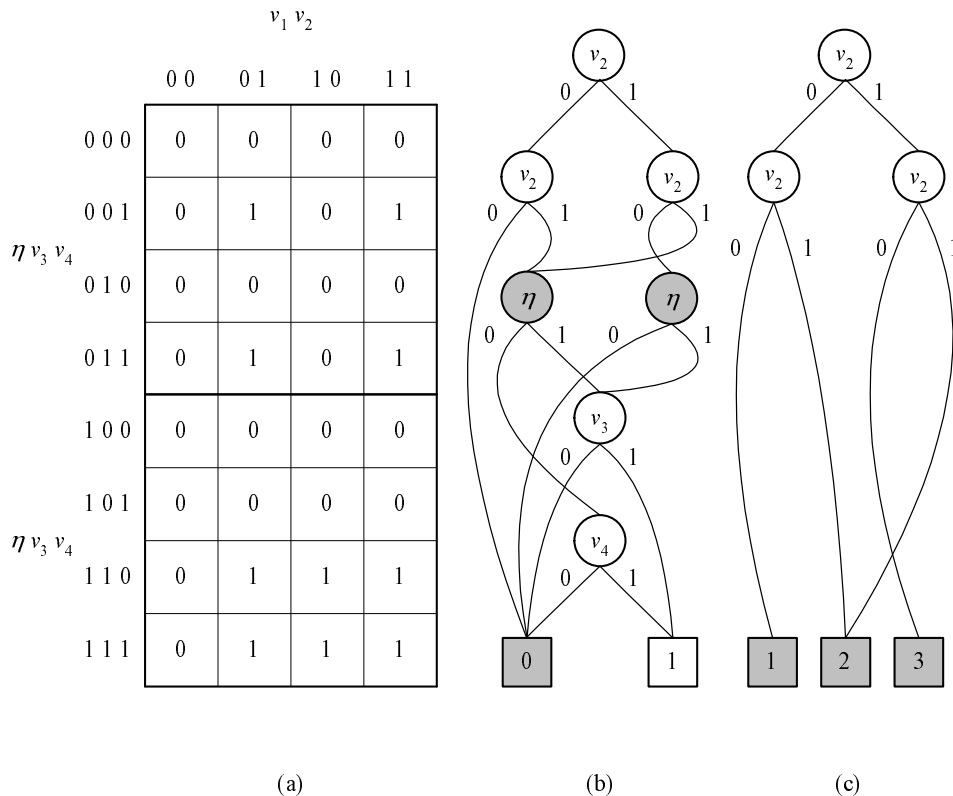 v1 v2
0 0 0 1 1 0 1 1
0 0 0 0 0 0 0
0 0 1 0 1 0 1
η v3 v4
0 1 0 0 0 0 0
0 1 1 0 1 0 1
1 0 0 0 0 0 0
1 0 1 0 0 0 0
η v3 v4
1 1 0 0 1 1 1
1 1 1 0 1 1 1
(a)
v2
0 1
v2 v2
0 1 0 1
η η
0 1 0 1
v3
0 1
v4
0 1
0 1
(b)
v2
0 1
v2 v2
0 1 0 1
1 2 3
(c)